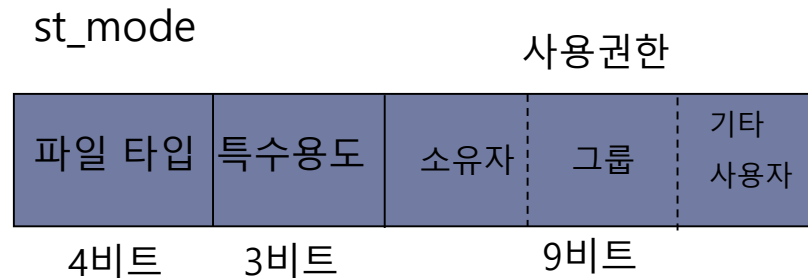 st_mode
사용권한
파일 타입
특수용도
소유자
그룹
기타
사용자
4비트
3비트
9비트